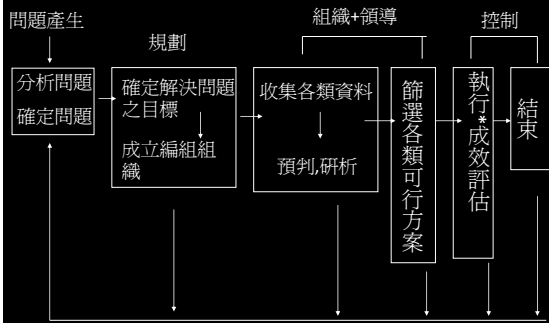 問題產生
規劃
組織+領導
控制
分析問題
確定問題
確定解決問題
之目標
成立編組組
織
收集各類資料
預判,研析
篩選各類可行方案
執行*成效評估
結束